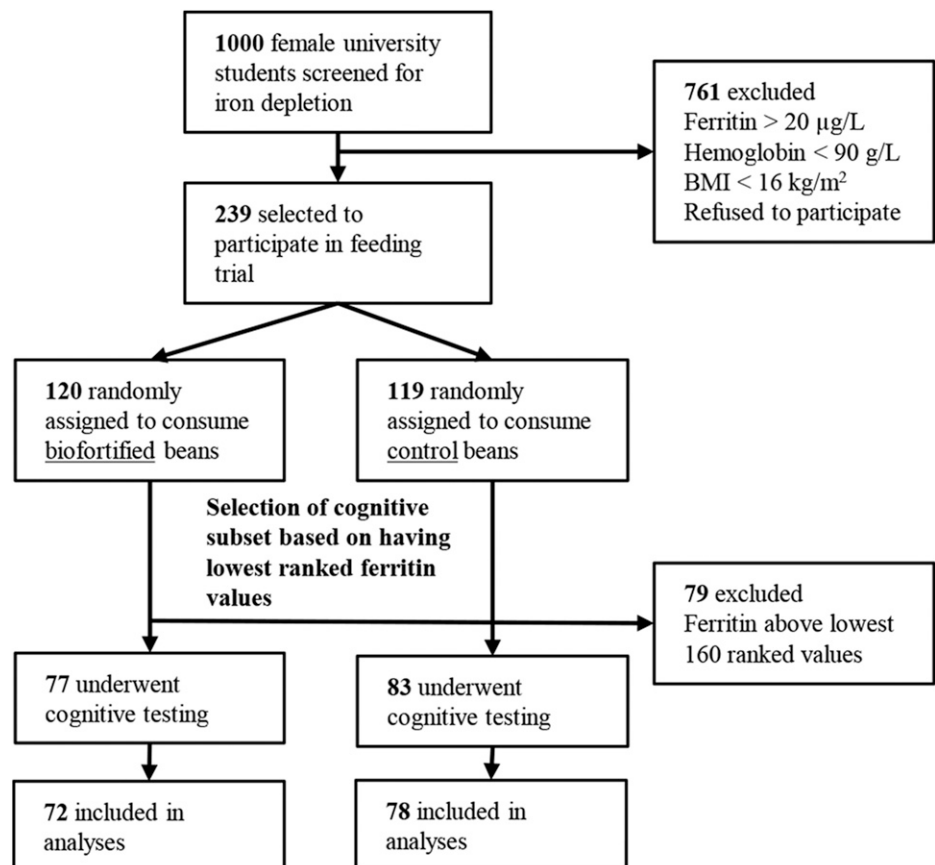 1000 female university
students screened for
iron depletion
761 excluded
Ferritin > 20 µg/L
Hemoglobin < 90 g/L
BMI < 16 kg/m²
Refused to participate
239 selected to
participate in feeding
trial
120 randomly
assigned to consume
biofortified beans
119 randomly
assigned to consume
control beans
Selection of cognitive
subset based on having
lowest ranked ferritin
values
79 excluded
Ferritin above lowest
160 ranked values
77 underwent
cognitive testing
83 underwent
cognitive testing
72 included in
analyses
78 included in
analyses